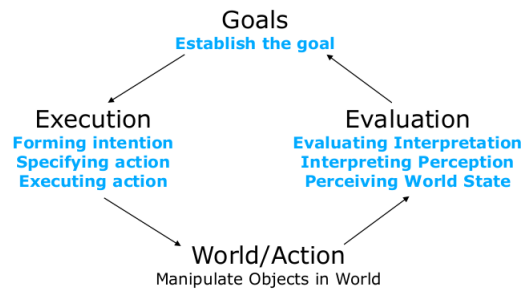 Goals
Establish the goal
Execution
Forming intention
Specifying action
Executing action
Evaluation
Evaluating Interpretation
Interpreting Perception
Perceiving World State
World/Action
Manipulate Objects in World